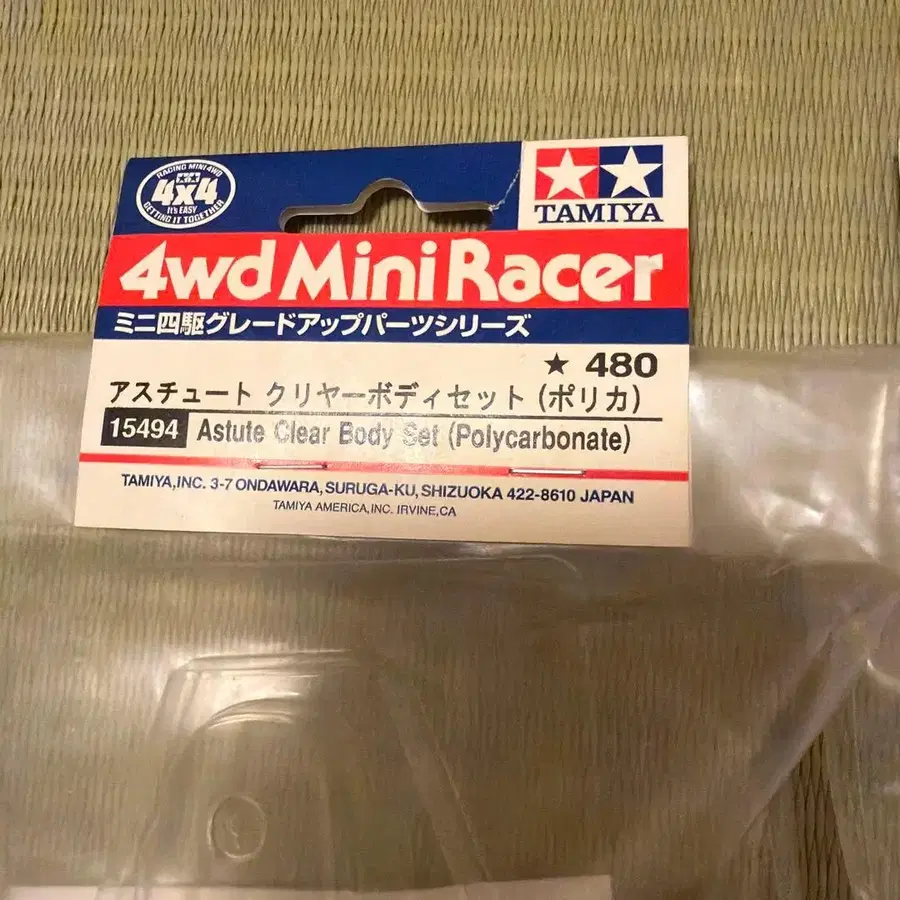 RACING MINI 4WD
4x4
It's EASY
GETTING IT TOGETHER
TAMIYA
4wd Mini Racer
ミニ四駆グレードアップパーツシリーズ
★ 480
アスチュート クリヤーボディセット (ポリカ)
15494 Astute Clear Body Set (Polycarbonate)
TAMIYA, INC. 3-7 ONDAWARA, SURUGA-KU, SHIZUOKA 422-8610 JAPAN
TAMIYA AMERICA, INC. IRVINE, CA